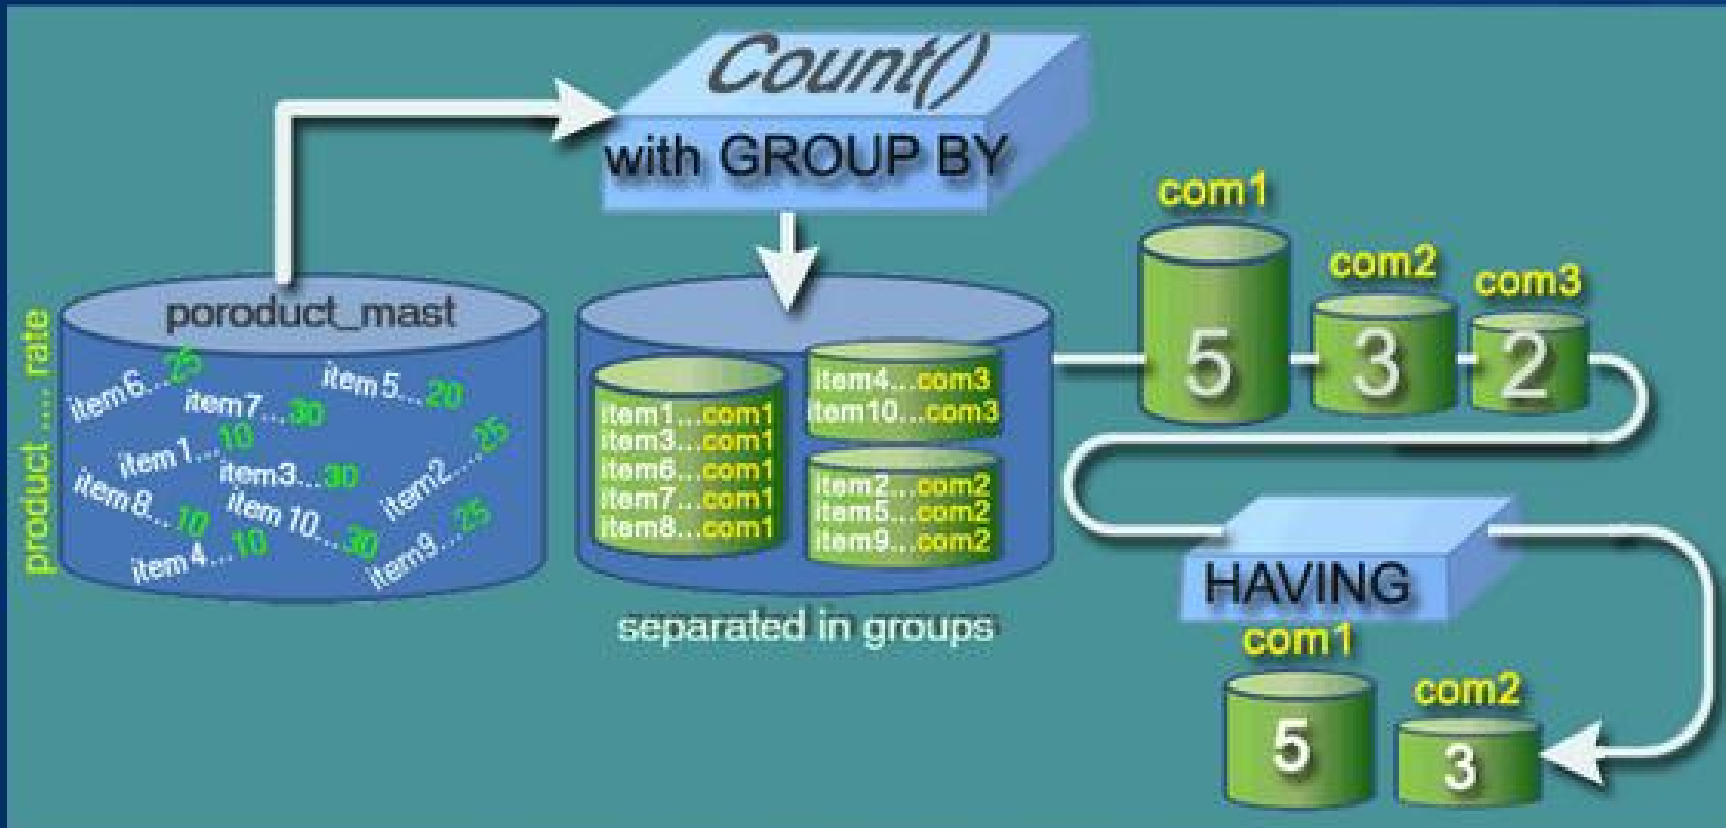 Count()
with GROUP BY
product ..... rate
poroduct_mast
item6...25
item5...20
item7...30
item1...10
item2....25
item3...30
item8...10
item10...30
item9...25
item4...10
item1...com1
item3...com1
item6...com1
item7...com1
item8...com1
item4...com3
item10...com3
item2...com2
item5...com2
item9...com2
separated in groups
com1
5
com2
3
com3
2
HAVING
com1
5
com2
3